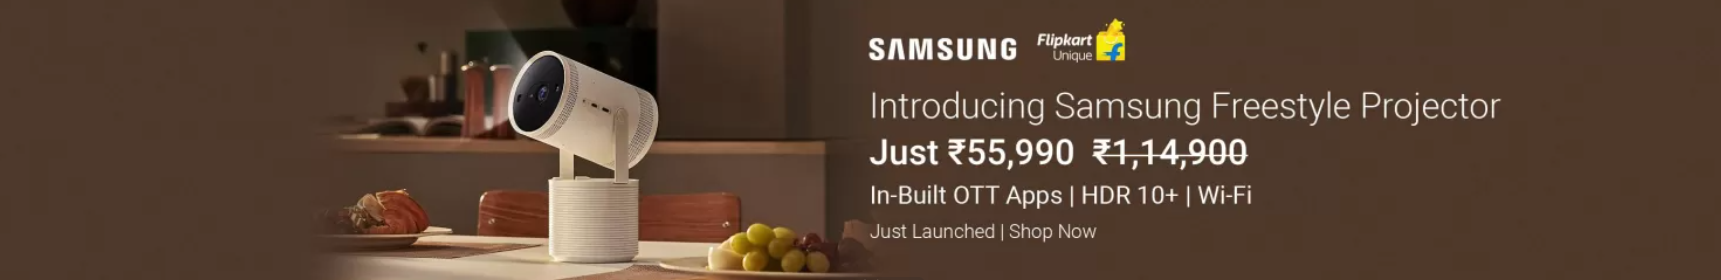 SAMSUNG
Flipkart
Unique
Introducing Samsung Freestyle Projector
Just ₹55,990 ₹1,14,900
In-Built OTT Apps | HDR 10+ | Wi-Fi
Just Launched | Shop Now